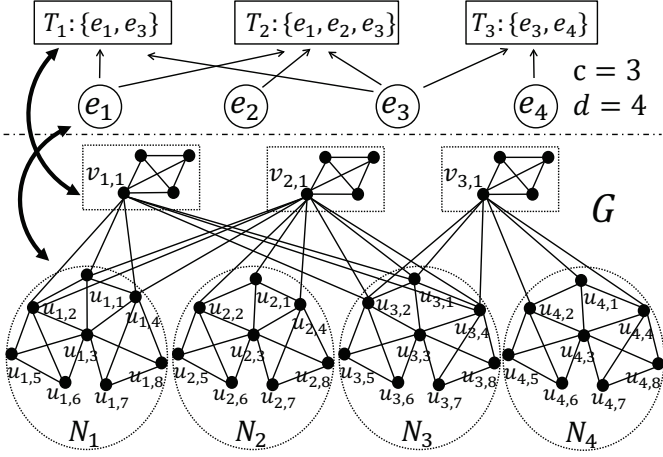 T₁: {e₁, e₃} T₂: {e₁, e₂, e₃} T₃: {e₃, e₄}
c = 3
e₁ e₂ e₃ e₄ d = 4
v₁,₁ v₂,₁ v₃,₁
G
u₁,₁ u₂,₁ u₃,₁ u₄,₁
u₁,₂ u₁,₄ u₂,₂ u₂,₄ u₃,₂ u₃,₄ u₄,₂ u₄,₄
u₁,₃ u₂,₃ u₃,₃ u₄,₃
u₁,₅ u₁,₈ u₂,₅ u₂,₈ u₃,₅ u₃,₈ u₄,₅ u₄,₈
u₁,₆ u₁,₇ u₂,₆ u₂,₇ u₃,₆ u₃,₇ u₄,₆ u₄,₇
N₁ N₂ N₃ N₄